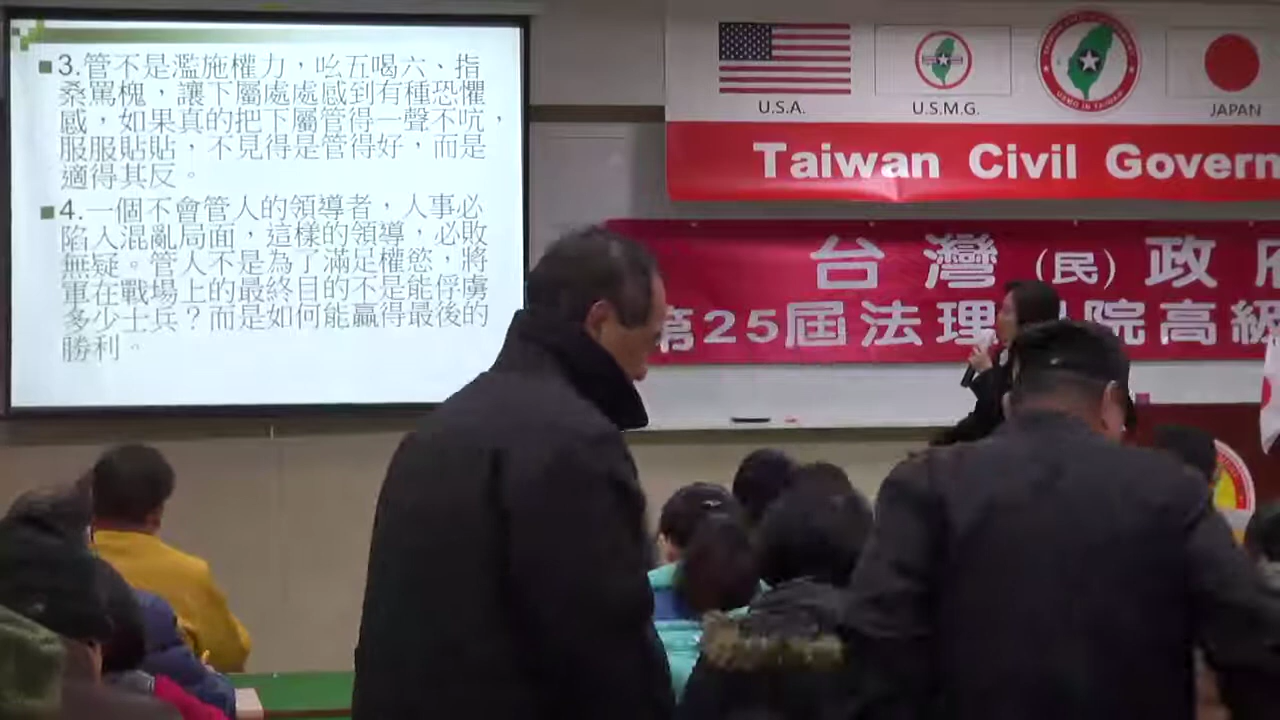 3.管不是濫施權力，吆五喝六、指
桑罵槐，讓下屬處處感到有種恐懼
感，如果真的把下屬管得一聲不吭，
服服貼貼，不見得是管得好，而是
適得其反。
4.一個不會管人的領導者，人事必
陷入混亂局面，這樣的領導，必敗
無疑。管人不是為了滿足權慾，將
軍在戰場上的最終目的不是能俘虜
多少士兵？而是如何能贏得最後的
勝利。
U.S.A.
U.S.M.G.
JAPAN
USMG IN TAIWAN
Taiwan Civil Govern
台灣(民)政府
第25屆法理 院高級